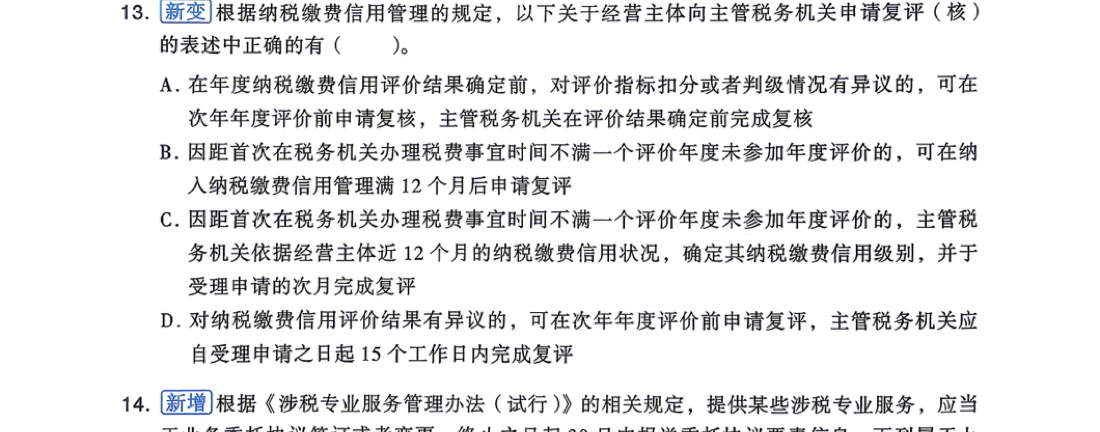 13. 新变 根据纳税缴费信用管理的规定，以下关于经营主体向主管税务机关申请复评（核）
的表述中正确的有（　　）。
A. 在年度纳税缴费信用评价结果确定前，对评价指标扣分或者判级情况有异议的，可在
次年年度评价前申请复核，主管税务机关在评价结果确定前完成复核
B. 因距首次在税务机关办理税费事宜时间不满一个评价年度未参加年度评价的，可在纳
入纳税缴费信用管理满 12 个月后申请复评
C. 因距首次在税务机关办理税费事宜时间不满一个评价年度未参加年度评价的，主管税
务机关依据经营主体近 12 个月的纳税缴费信用状况，确定其纳税缴费信用级别，并于
受理申请的次月完成复评
D. 对纳税缴费信用评价结果有异议的，可在次年年度评价前申请复评，主管税务机关应
自受理申请之日起 15 个工作日内完成复评
14. 新增 根据《涉税专业服务管理办法（试行）》的相关规定，提供某些涉税专业服务，应当